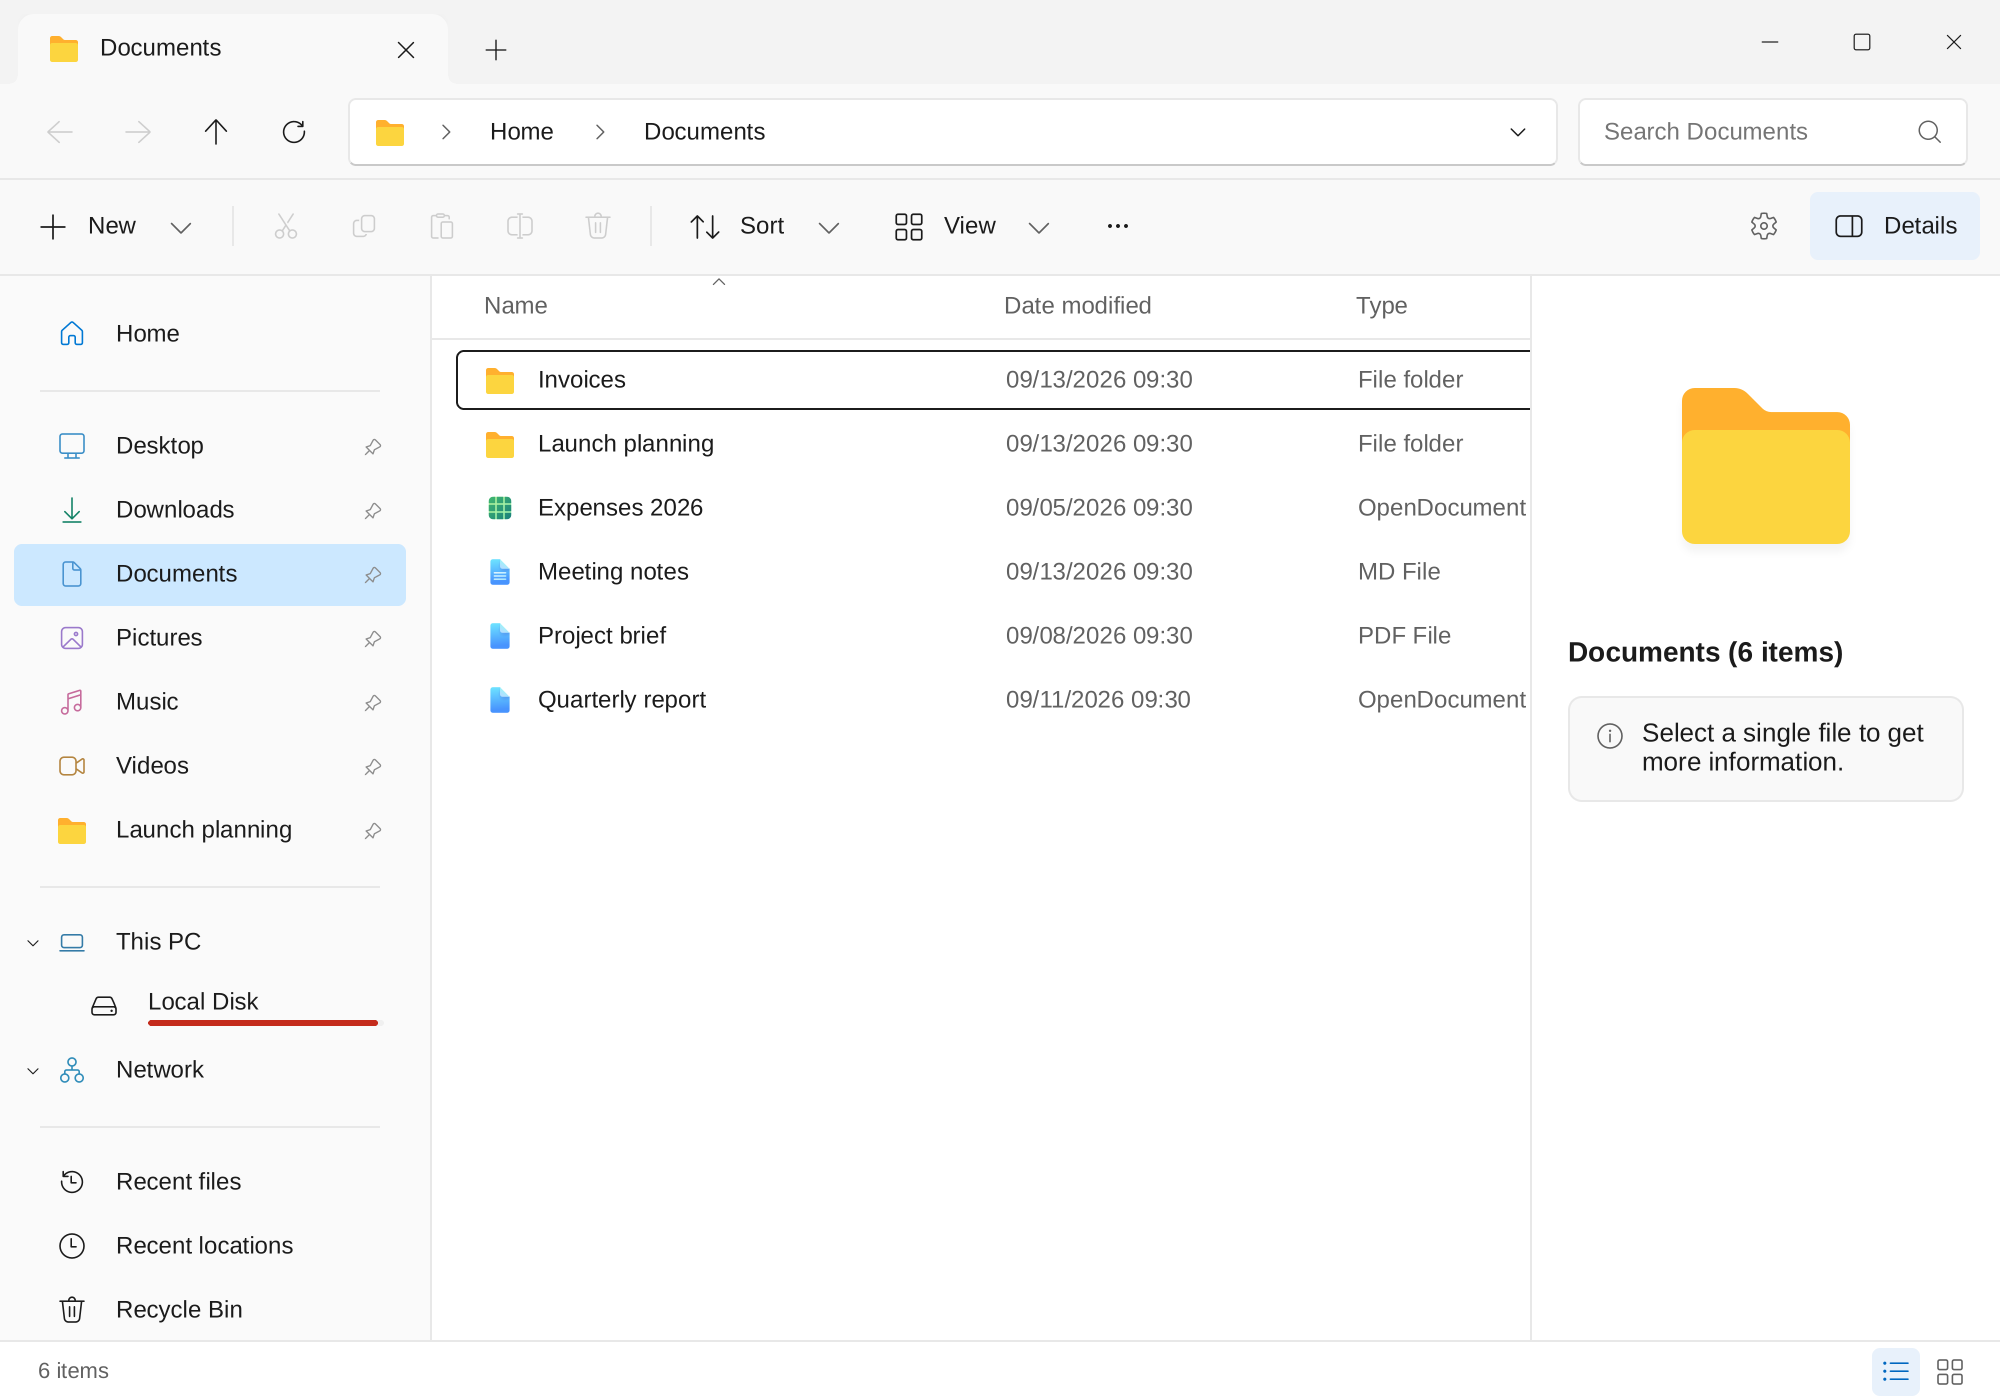 Documents
Home
Documents
Search Documents
New
Sort
View
Details
Home
Desktop
Downloads
Documents
Pictures
Music
Videos
Launch planning
This PC
Local Disk
Network
Recent files
Recent locations
Recycle Bin
Name Date modified Type
Invoices 09/13/2026 09:30 File folder
Launch planning 09/13/2026 09:30 File folder
Expenses 2026 09/05/2026 09:30 OpenDocument
Meeting notes 09/13/2026 09:30 MD File
Project brief 09/08/2026 09:30 PDF File
Quarterly report 09/11/2026 09:30 OpenDocument
Documents (6 items)
Select a single file to get
more information.
6 items